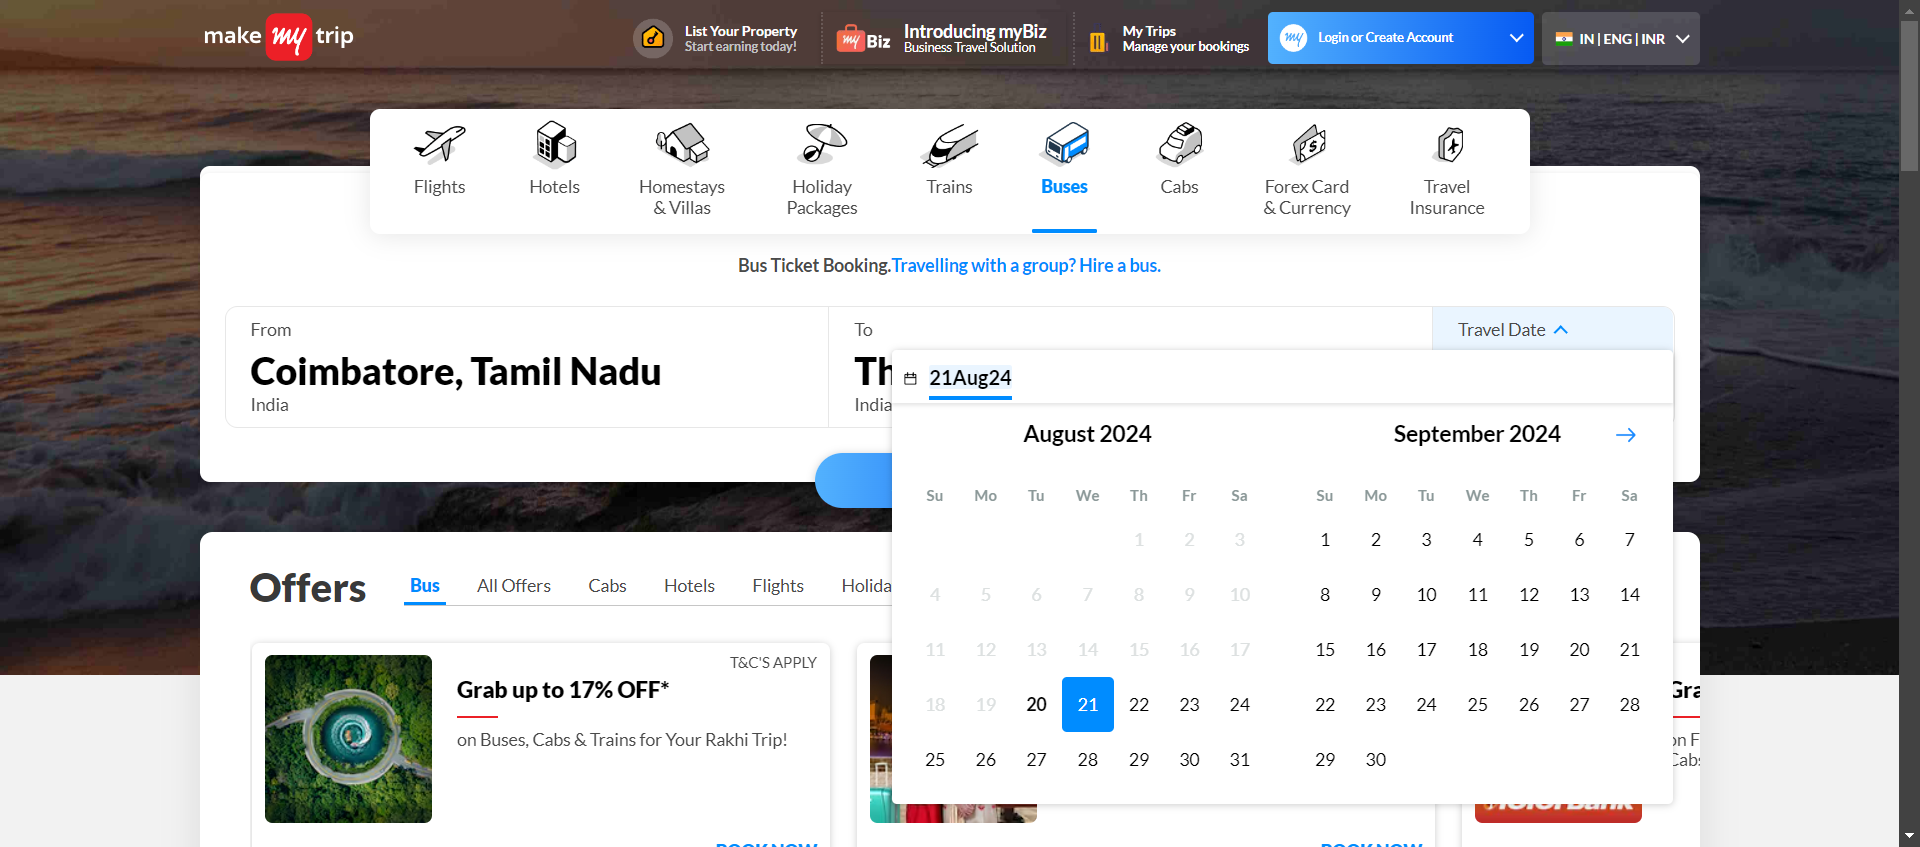 make my trip
List Your Property
Start earning today!
my Biz
Introducing myBiz
Business Travel Solution
My Trips
Manage your bookings
my
Login or Create Account
IN | ENG | INR
Flights
Hotels
Homestays
& Villas
Holiday
Packages
Trains
Buses
Cabs
Forex Card
& Currency
Travel
Insurance
Bus Ticket Booking.Travelling with a group? Hire a bus.
From
Coimbatore, Tamil Nadu
India
To
Th
India
Travel Date
21Aug24
August 2024
Su Mo Tu We Th Fr Sa
1 2 3
4 5 6 7 8 9 10
11 12 13 14 15 16 17
18 19 20 21 22 23 24
25 26 27 28 29 30 31
September 2024
Su Mo Tu We Th Fr Sa
1 2 3 4 5 6 7
8 9 10 11 12 13 14
15 16 17 18 19 20 21
22 23 24 25 26 27 28
29 30
Offers
Bus
All Offers
Cabs
Hotels
Flights
Holida
T&C'S APPLY
Grab up to 17% OFF*
on Buses, Cabs & Trains for Your Rakhi Trip!
BOOK NOW
BOOK NOW
Gra
on F
Cabs